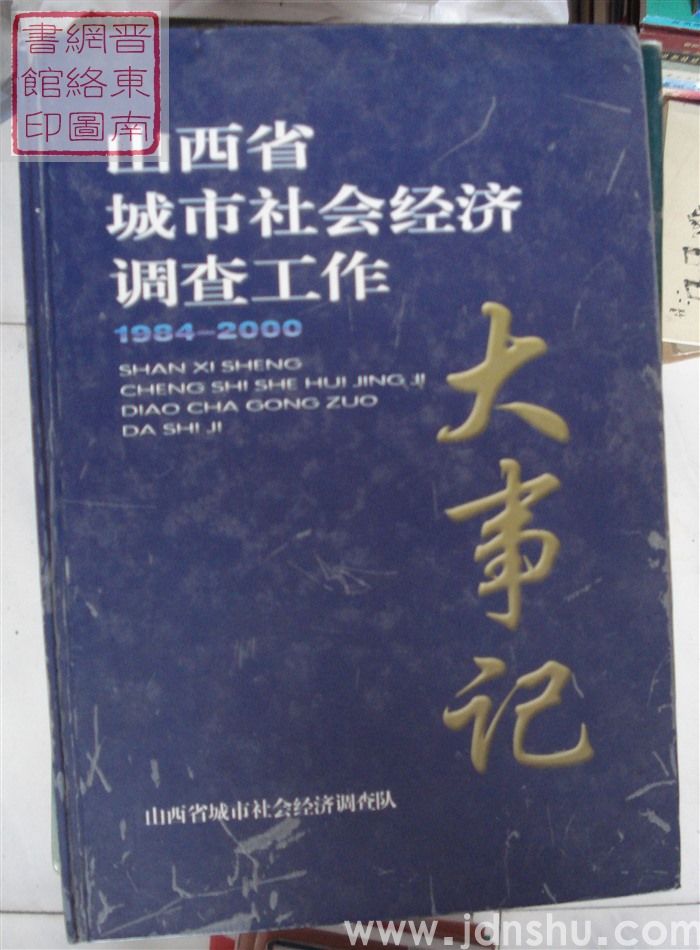 晋东南
網絡圖
書館印
山西省
城市社会经济
调查工作
1984-2000
SHAN XI SHENG
CHENG SHI SHE HUI JING JI
DIAO CHA GONG ZUO
DA SHI JI
大事记
山西省城市社会经济调查队
www.jdnshu.com